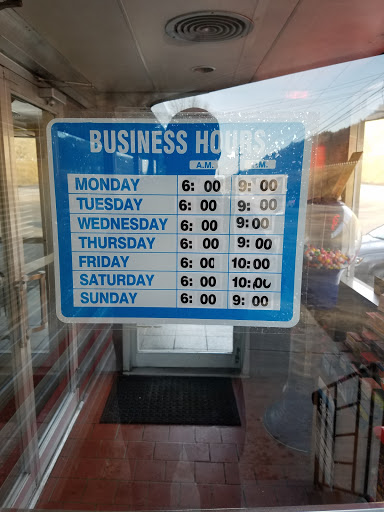 BUSINESS HOURS
A.M. P.M.
MONDAY 6: 00 9: 00
TUESDAY 6: 00 9: 00
WEDNESDAY 6: 00 9: 00
THURSDAY 6: 00 9: 00
FRIDAY 6: 00 10: 00
SATURDAY 6: 00 10: 00
SUNDAY 6: 00 9: 00